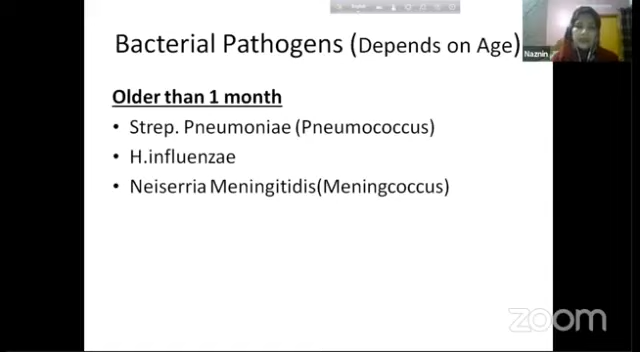 Bacterial Pathogens (Depends on Age)
Naznin
Older than 1 month
• Strep. Pneumoniae (Pneumococcus)
• H.influenzae
• Neiserria Meningitidis(Meningcoccus)
zoom